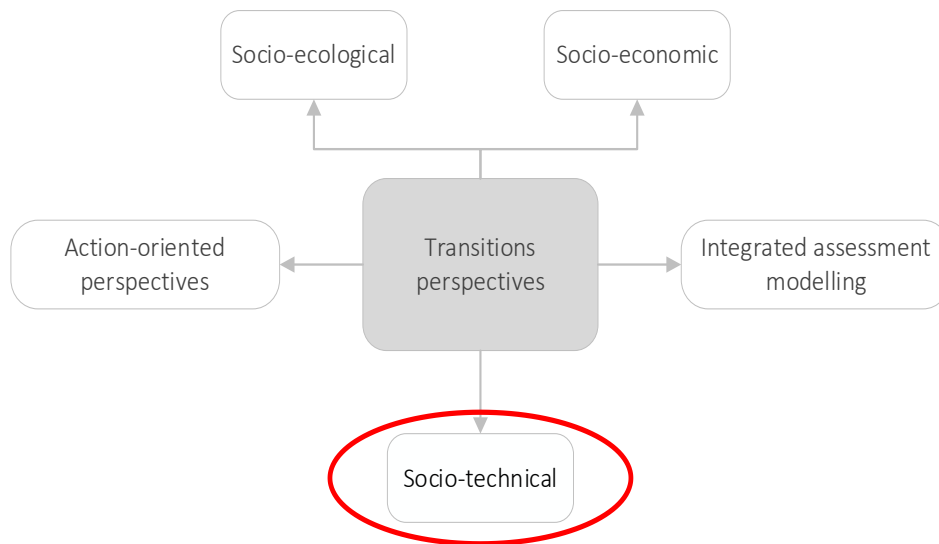 Socio-ecological
Socio-economic
Action-oriented
perspectives
Transitions
perspectives
Integrated assessment
modelling
Socio-technical